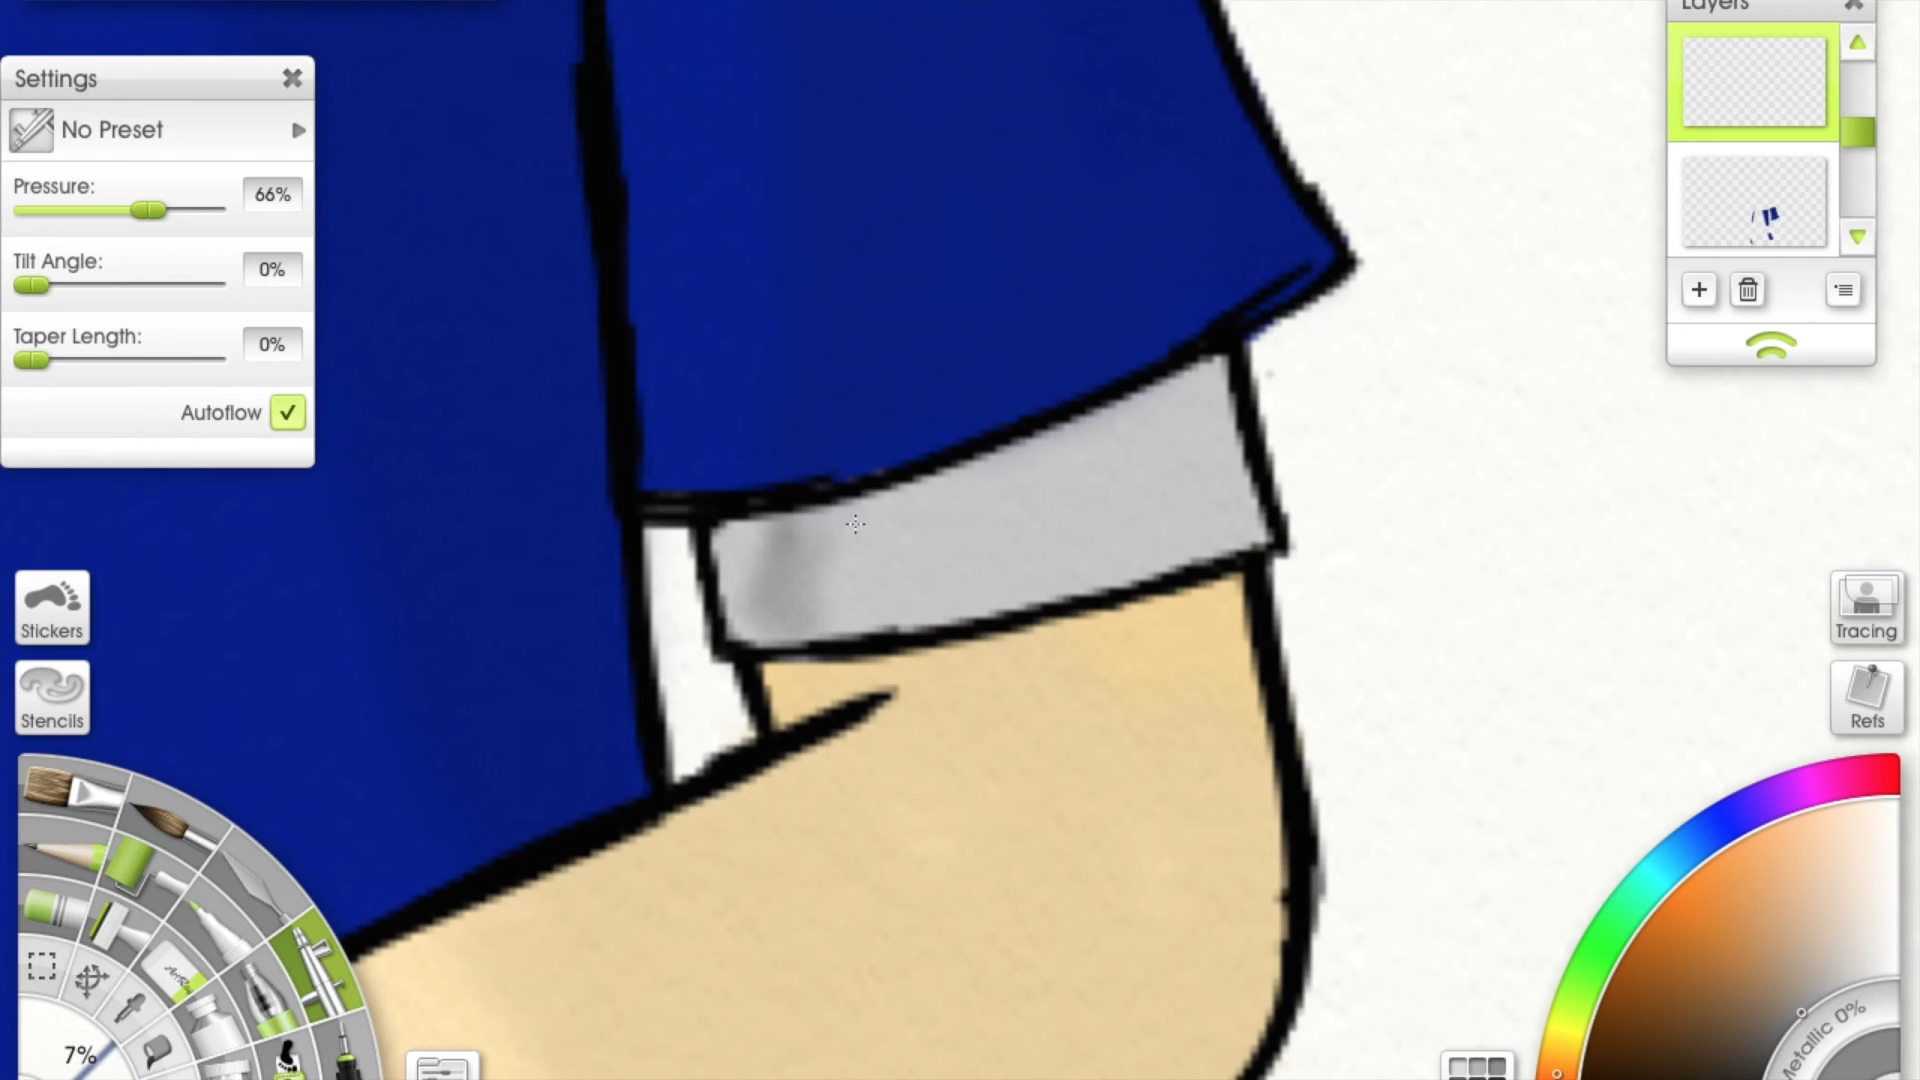 Layers
Settings
No Preset
Pressure:
66%
Tilt Angle:
0%
Taper Length:
0%
Autoflow
Stickers
Stencils
Tracing
Refs
7%
Metallic 0%